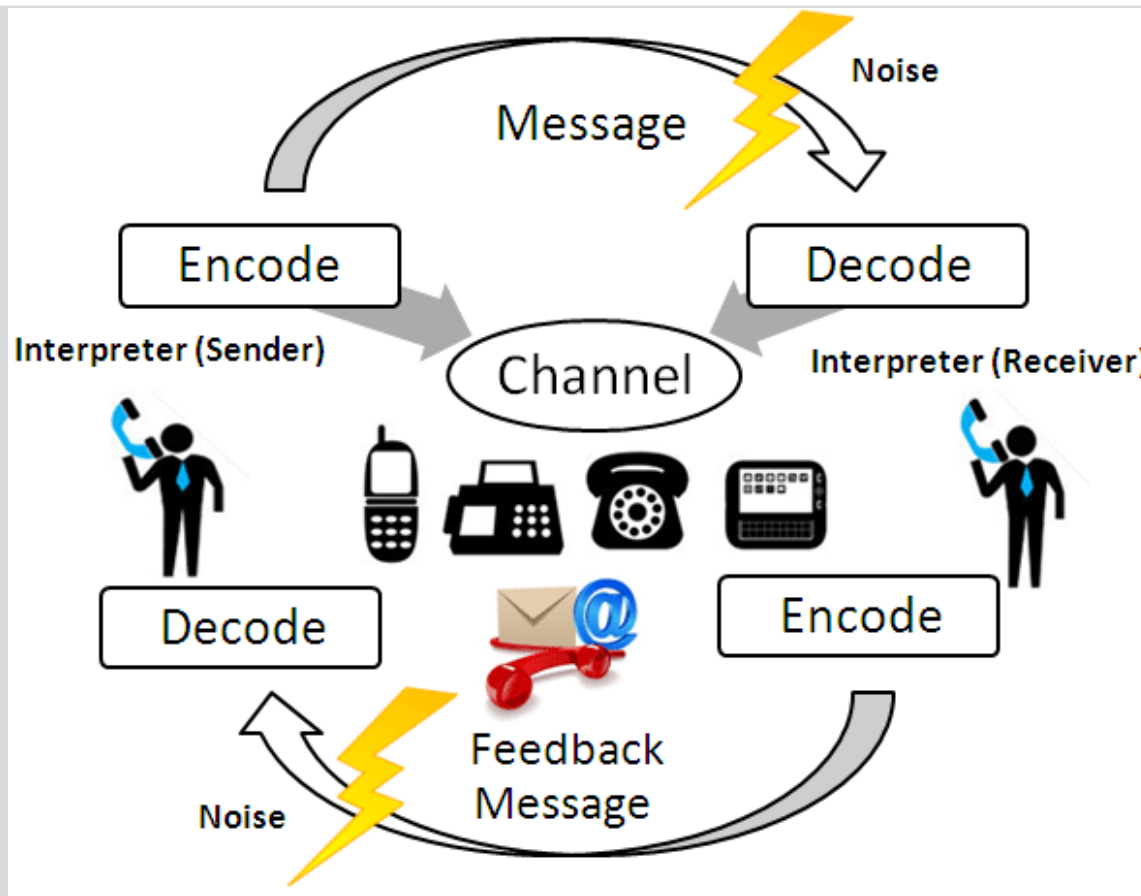 Noise
Message
Encode
Decode
Interpreter (Sender)
Channel
Interpreter (Receiver)
@
Decode
Encode
Feedback
Message
Noise